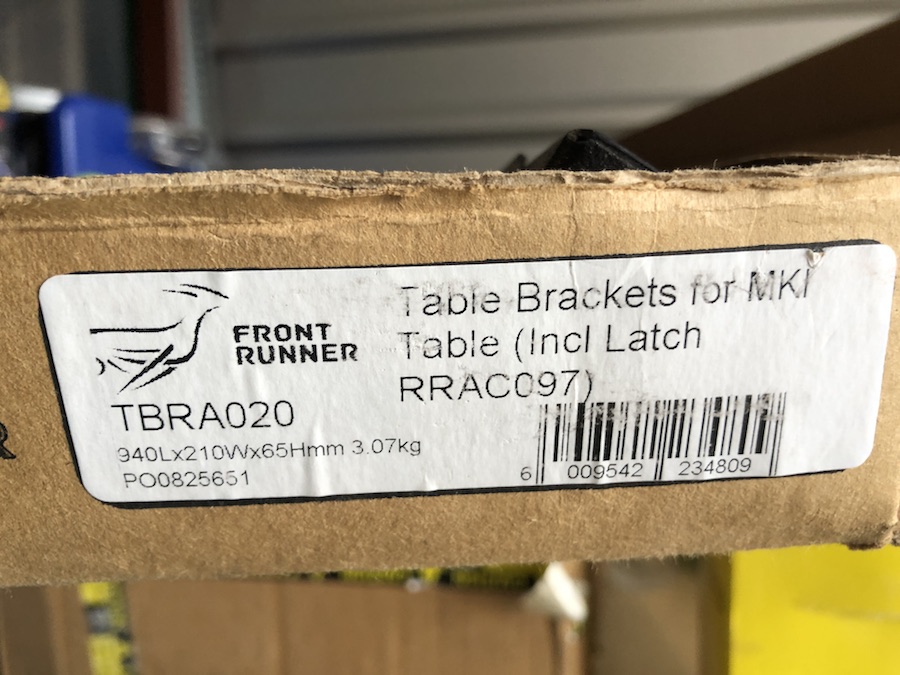 FRONT
RUNNER
Table Brackets for MKI
Table (Incl Latch
RRAC097)
TBRA020
940Lx210Wx65Hmm 3.07kg
PO0825651
6 009542 234809
R